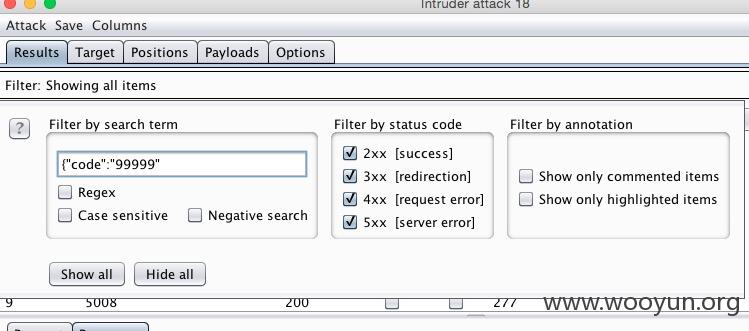 Intruder attack 18
Attack Save Columns
Results Target Positions Payloads Options
Filter: Showing all items
? Filter by search term Filter by status code Filter by annotation
{"code":"99999" 2xx [success]
Regex 3xx [redirection] Show only commented items
Case sensitive Negative search 4xx [request error] Show only highlighted items
5xx [server error]
Show all Hide all
9 5008 200 277
www.wooyun.org